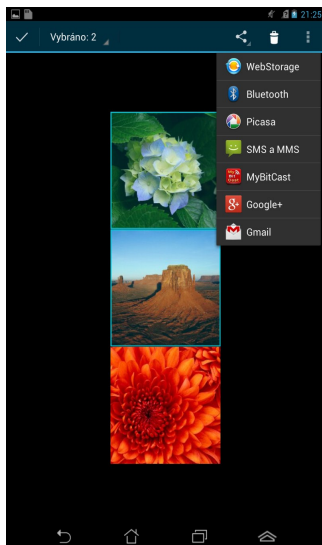 21:25
Vybráno: 2
WebStorage
Bluetooth
Picasa
SMS a MMS
MyBitCast
Google+
Gmail